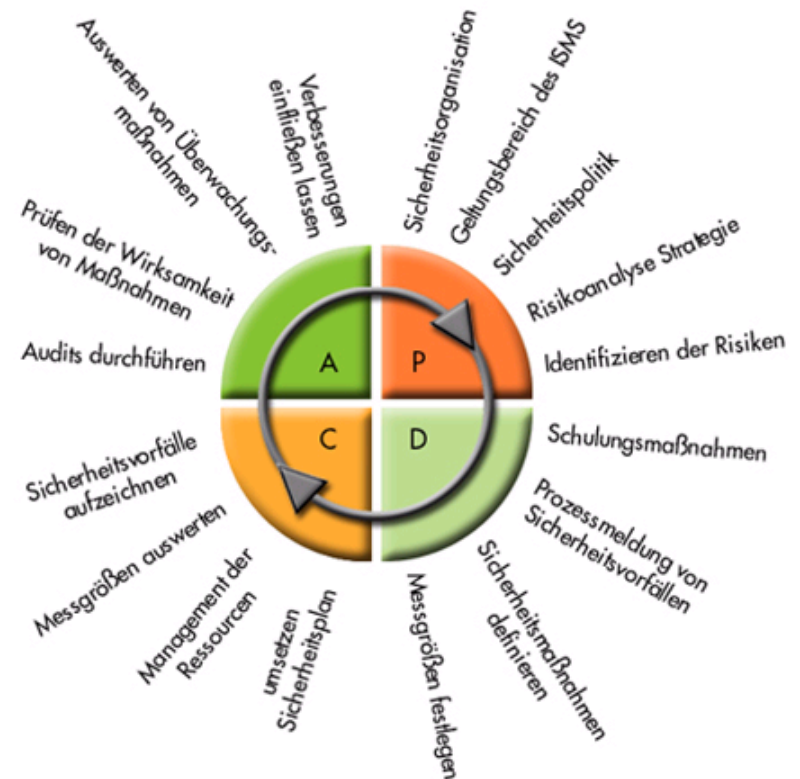 Auswerten von Überwachungs-
maßnahmen
Verbesserungen
einfließen lassen
Sicherheitsorganisation
Geltungsbereich des ISMS
Sicherheitspolitik
Risikoanalyse Strategie
Identifizieren der Risiken
Prüfen der Wirksamkeit
von Maßnahmen
Audits durchführen
A
P
C
D
Schulungsmaßnahmen
Prozessmeldung von
Sicherheitsvorfällen
Sicherheitsmaßnahmen
definieren
Messgrößen festlegen
umsetzen
Sicherheitsplan
Management der
Ressourcen
Messgrößen auswerten
Sicherheitsvorfälle
aufzeichnen